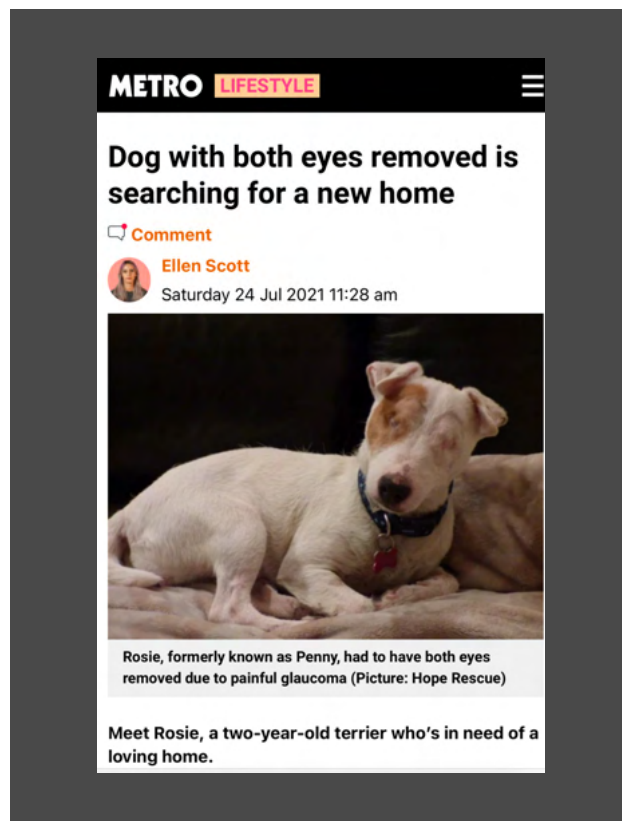 METRO LIFESTYLE
Dog with both eyes removed is
searching for a new home
Comment
Ellen Scott
Saturday 24 Jul 2021 11:28 am
Rosie, formerly known as Penny, had to have both eyes
removed due to painful glaucoma (Picture: Hope Rescue)
Meet Rosie, a two-year-old terrier who's in need of a
loving home.